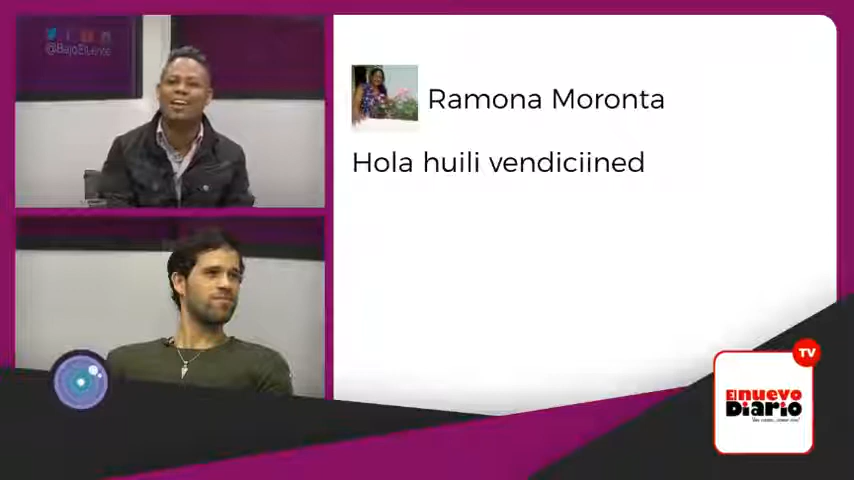 @BajoElLente
Ramona Moronta
Hola huili vendiciined
TV
El nuevo
Diario